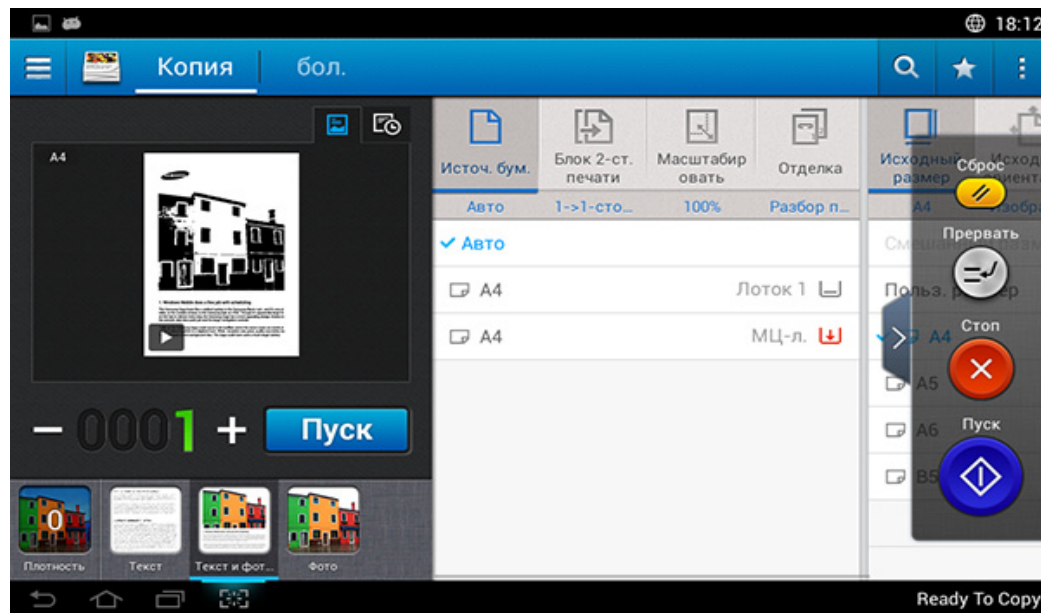 18:12
Копия
бол.
A4
Источ. бум.
Блок 2-ст.
печати
Масштабир
овать
Отделка
Исходный
размер
Сброс
Авто
1->1-сто...
100%
Разбор п...
A4
Авто
Прервать
A4
Лоток 1
Польз.
A4
МЦ-л.
Стоп
A4
A5
0001
Пуск
A6
Пуск
B5
0
Плотность
Текст
Текст и фот...
Фото
Ready To Copy